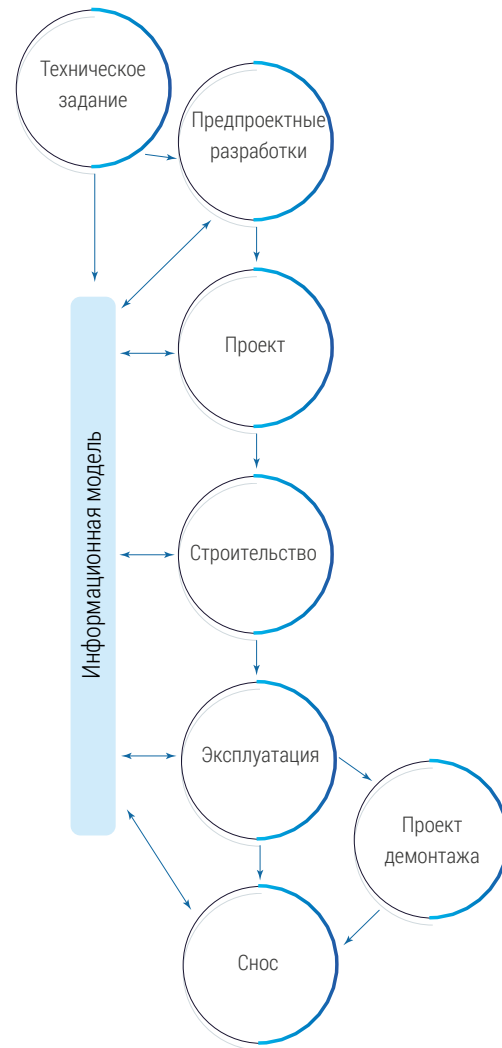 Техническое
задание
Предпроектные
разработки
Проект
Информационная модель
Строительство
Эксплуатация
Проект
демонтажа
Снос